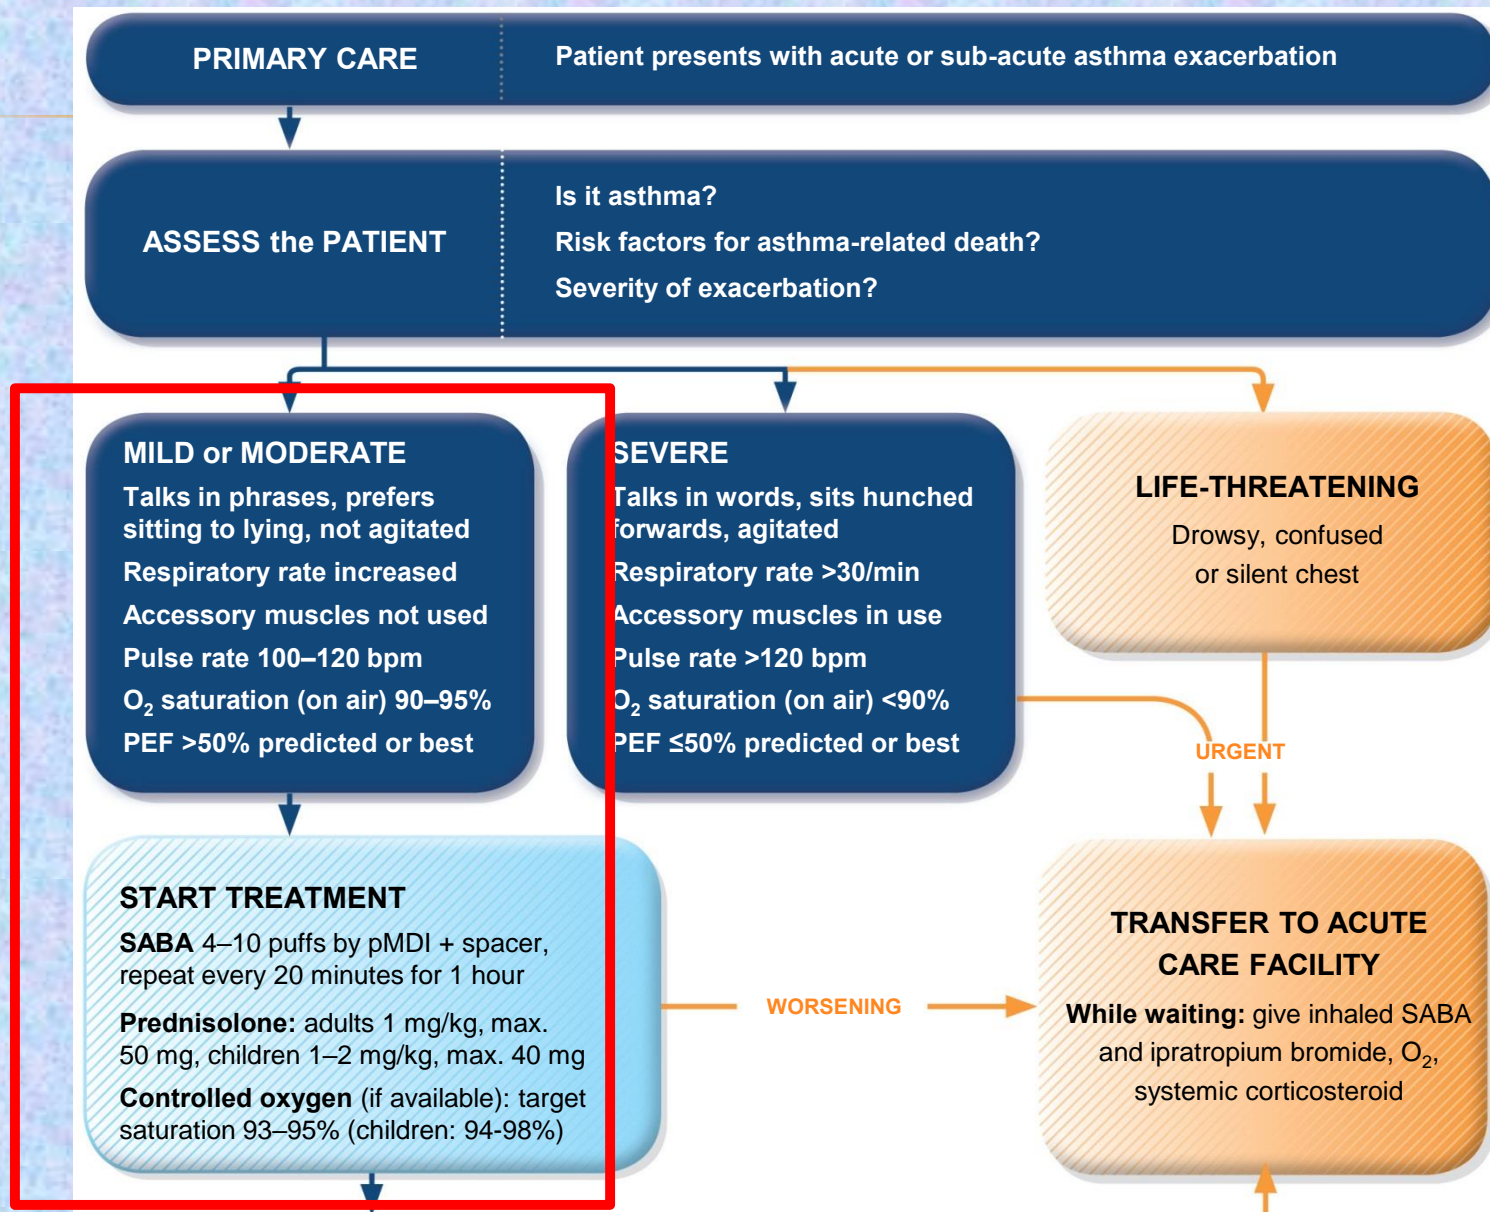 PRIMARY CARE
Patient presents with acute or sub-acute asthma exacerbation
ASSESS the PATIENT
Is it asthma?
Risk factors for asthma-related death?
Severity of exacerbation?
MILD or MODERATE
Talks in phrases, prefers
sitting to lying, not agitated
Respiratory rate increased
Accessory muscles not used
Pulse rate 100–120 bpm
O₂ saturation (on air) 90–95%
PEF >50% predicted or best
SEVERE
Talks in words, sits hunched
forwards, agitated
Respiratory rate >30/min
Accessory muscles in use
Pulse rate >120 bpm
O₂ saturation (on air) <90%
PEF ≤50% predicted or best
LIFE-THREATENING
Drowsy, confused
or silent chest
URGENT
START TREATMENT
SABA 4–10 puffs by pMDI + spacer,
repeat every 20 minutes for 1 hour
Prednisolone: adults 1 mg/kg, max.
50 mg, children 1–2 mg/kg, max. 40 mg
Controlled oxygen (if available): target
saturation 93–95% (children: 94-98%)
WORSENING
TRANSFER TO ACUTE
CARE FACILITY
While waiting: give inhaled SABA
and ipratropium bromide, O₂,
systemic corticosteroid